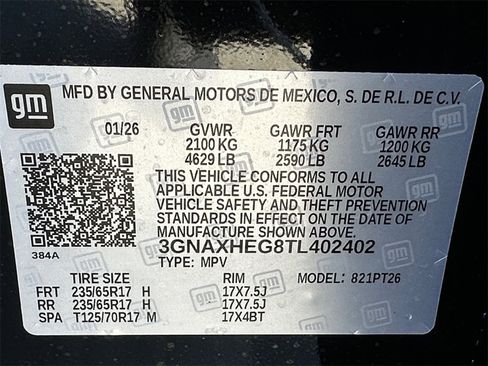 gm MFD BY GENERAL MOTORS DE MEXICO, S. DE R.L. DE C.V.
01/26 GVWR GAWR FRT GAWR RR
2100 KG 1175 KG 1200 KG
4629 LB 2590 LB 2645 LB
THIS VEHICLE CONFORMS TO ALL
APPLICABLE U.S. FEDERAL MOTOR
VEHICLE SAFETY AND THEFT PREVENTION
STANDARDS IN EFFECT ON THE DATE OF
MANUFACTURE SHOWN ABOVE.
384A 3GNAXHEG8TL402402
TYPE: MPV
TIRE SIZE RIM MODEL: 821PT26
FRT 235/65R17 H 17X7.5J
RR 235/65R17 H 17X7.5J
SPA T125/70R17 M 17X4BT